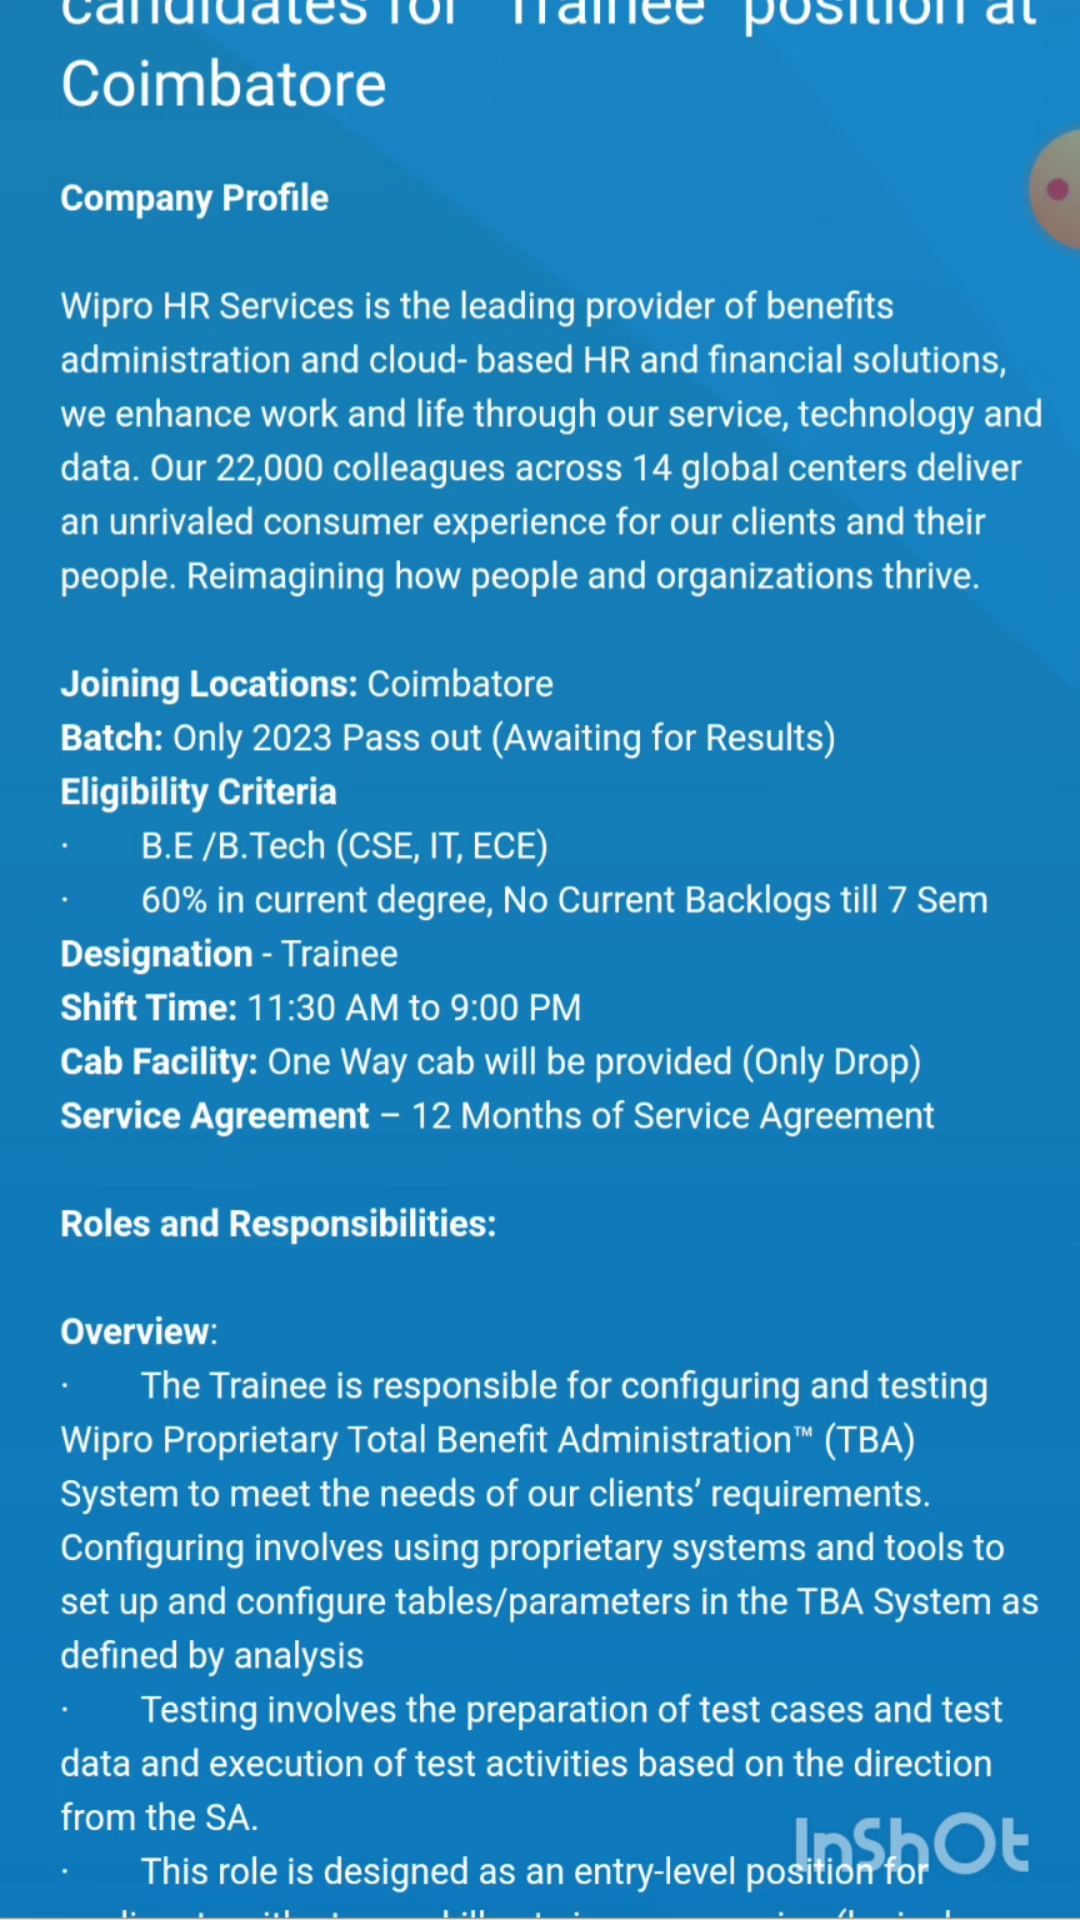 candidates for "Trainee" position at
Coimbatore
Company Profile
Wipro HR Services is the leading provider of benefits
administration and cloud- based HR and financial solutions,
we enhance work and life through our service, technology and
data. Our 22,000 colleagues across 14 global centers deliver
an unrivaled consumer experience for our clients and their
people. Reimagining how people and organizations thrive.
Joining Locations: Coimbatore
Batch: Only 2023 Pass out (Awaiting for Results)
Eligibility Criteria
· B.E /B.Tech (CSE, IT, ECE)
· 60% in current degree, No Current Backlogs till 7 Sem
Designation - Trainee
Shift Time: 11:30 AM to 9:00 PM
Cab Facility: One Way cab will be provided (Only Drop)
Service Agreement – 12 Months of Service Agreement
Roles and Responsibilities:
Overview:
· The Trainee is responsible for configuring and testing
Wipro Proprietary Total Benefit Administration™ (TBA)
System to meet the needs of our clients’ requirements.
Configuring involves using proprietary systems and tools to
set up and configure tables/parameters in the TBA System as
defined by analysis
· Testing involves the preparation of test cases and test
data and execution of test activities based on the direction
from the SA.
· This role is designed as an entry-level position for
InShOt